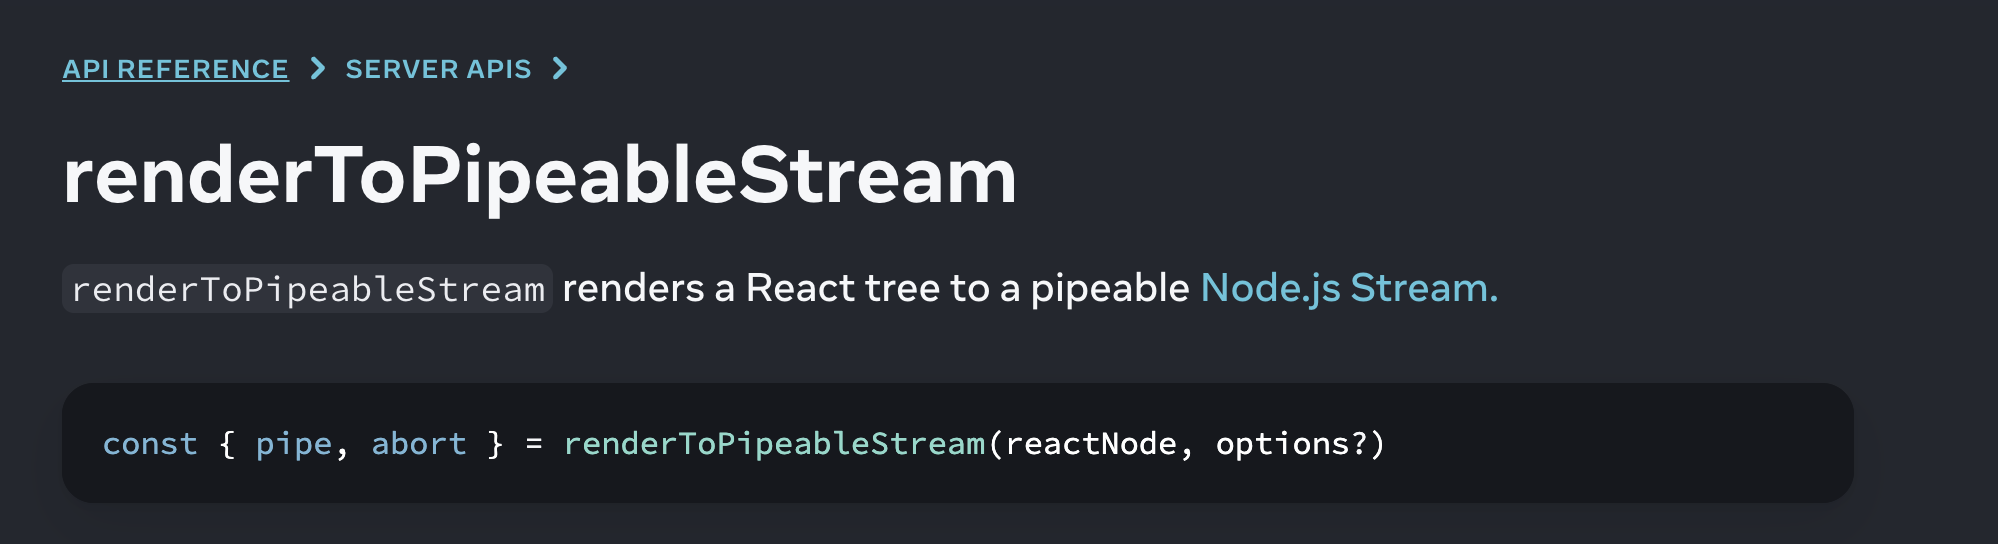 API REFERENCE > SERVER APIS >
renderToPipeableStream
renderToPipeableStream renders a React tree to a pipeable Node.js Stream.
const { pipe, abort } = renderToPipeableStream(reactNode, options?)